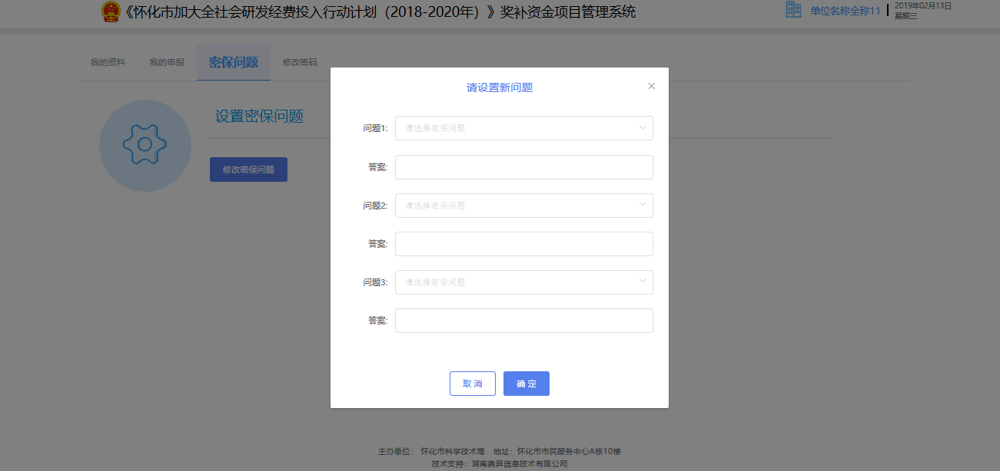 《怀化市加大全社会研发经费投入行动计划（2018-2020年）》奖补资金项目管理系统
单位名称全称11
2019年02月13日
星期三
我的资料 我的申报 密保问题 修改密码
请设置新问题 ×
设置密保问题
问题1: 请选择密保问题
答案:
修改密保问题
问题2: 请选择密保问题
答案:
问题3: 请选择密保问题
答案:
取消 确定
主办单位： 怀化市科学技术局 地址：怀化市市民服务中心A栋10楼
技术支持：湖南奥昇信息技术有限公司